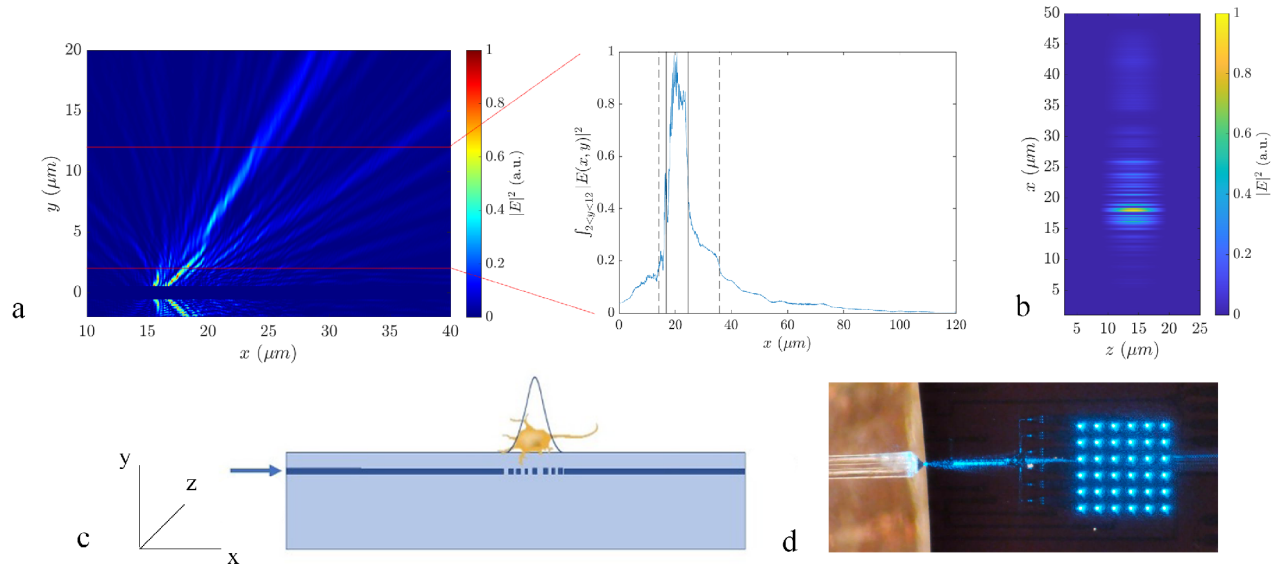 a
20
15
10
5
0
y (μm)
10 15 20 25 30 35 40
x (μm)
1
0.8
0.6
0.4
0.2
0
|E|² (a.u.)
1
0.8
0.6
0.4
0.2
0
∫₂<y<12 |E(x, y)|²
0 20 40 60 80 100 120
x (μm)
b
50
45
40
35
30
25
20
15
10
5
x (μm)
5 10 15 20 25
z (μm)
1
0.8
0.6
0.4
0.2
0
|E|² (a.u.)
c
y
z
x
d